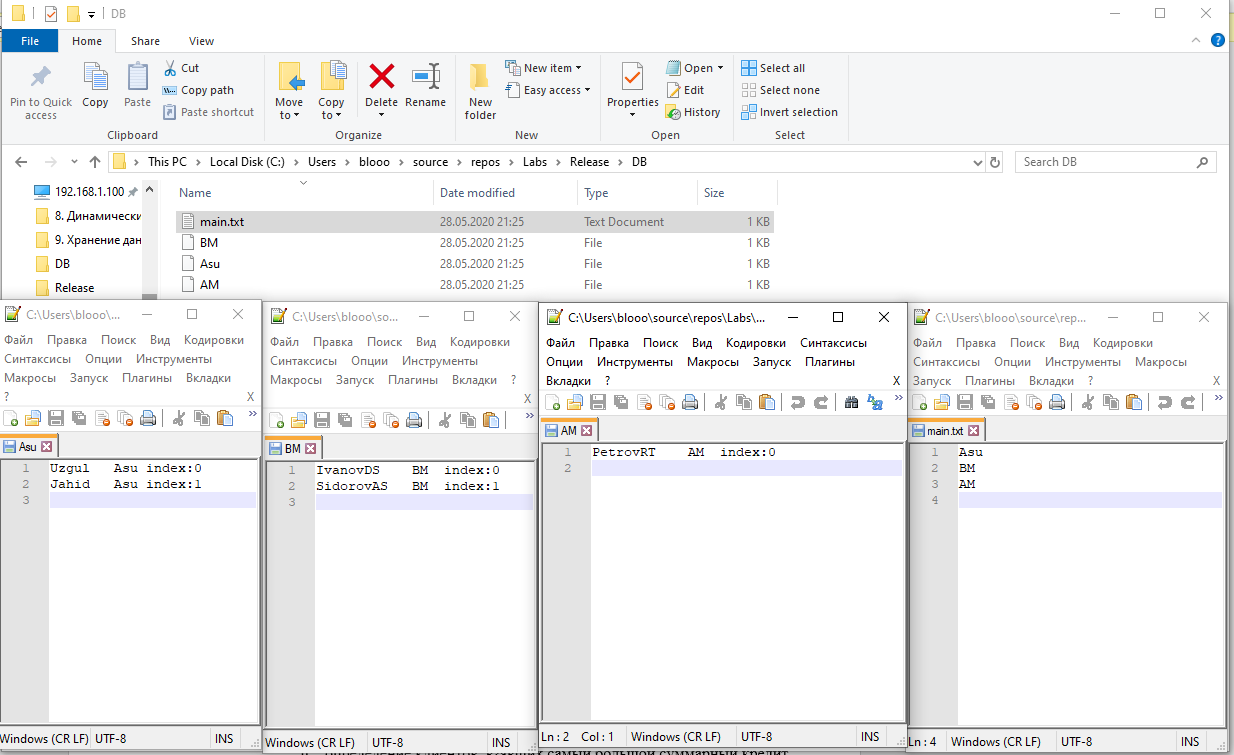 DB
File Home Share View
Pin to Quick access
Copy
Paste
Cut
Copy path
Paste shortcut
Clipboard
Move to
Copy to
Delete
Rename
Organize
New folder
New item
Easy access
New
Properties
Open
Edit
History
Open
Select all
Select none
Invert selection
Select
This PC > Local Disk (C:) > Users > blooo > source > repos > Labs > Release > DB
Search DB
192.168.1.100
8. Динамически
9. Хранение дан
DB
Release
Name Date modified Type Size
main.txt 28.05.2020 21:25 Text Document 1 KB
BM 28.05.2020 21:25 File 1 KB
Asu 28.05.2020 21:25 File 1 KB
AM 28.05.2020 21:25 File 1 KB
C:\Users\blooo\...
Файл Правка Поиск Вид Кодировки
Синтаксисы Опции Инструменты
Макросы Запуск Плагины Вкладки
? X
Asu
1 Uzgul Asu index:0
2 Jahid Asu index:1
3
Windows (CR LF) UTF-8 INS
C:\Users\blooo\so...
Файл Правка Поиск Вид Кодировки
Синтаксисы Опции Инструменты
Макросы Запуск Плагины Вкладки ?
X
BM
1 IvanovDS BM index:0
2 SidorovAS BM index:1
3
Windows (CR LF) UTF-8 INS
C:\Users\blooo\source\repos\Labs\...
Файл Правка Поиск Вид Кодировки Синтаксисы
Опции Инструменты Макросы Запуск Плагины
Вкладки ? X
AM
1 PetrovRT AM index:0
2
Ln : 2 Col : 1 Windows (CR LF) UTF-8 INS
C:\Users\blooo\source\rep...
Файл Правка Поиск Вид Кодировки
Синтаксисы Опции Инструменты Макросы
Запуск Плагины Вкладки ? X
main.txt
1 Asu
2 BM
3 AM
4
Ln : 4 Windows (CR LF) UTF-8 INS
самый большой суммарный кредит